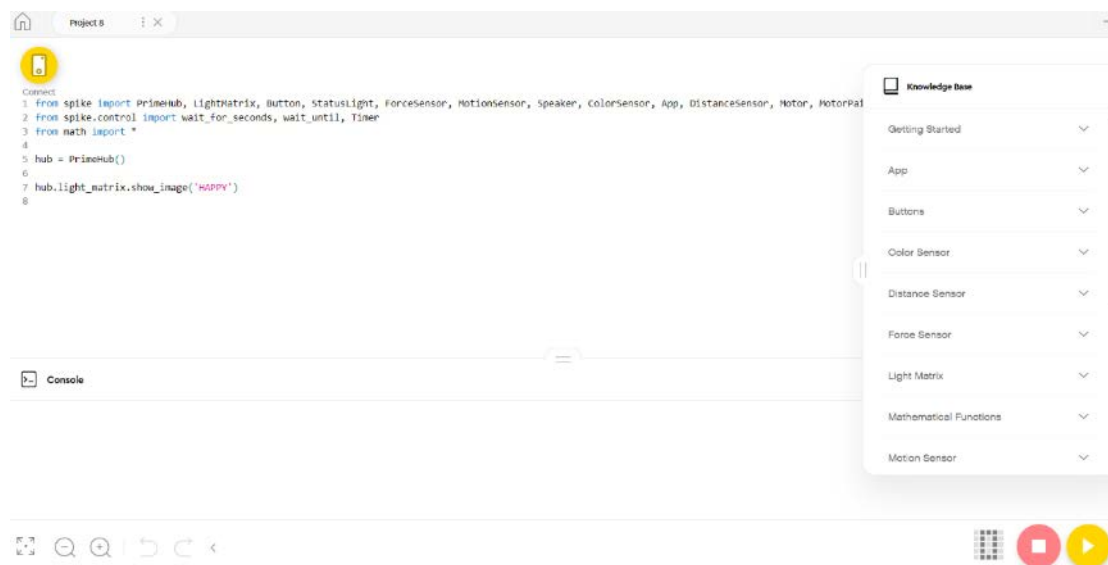 Project 8
Connect
1 from spike import PrimeHub, LightMatrix, Button, StatusLight, ForceSensor, MotionSensor, Speaker, ColorSensor, App, DistanceSensor, Motor, MotorPai
2 from spike.control import wait_for_seconds, wait_until, Timer
3 from math import *
4
5 hub = PrimeHub()
6
7 hub.light_matrix.show_image('HAPPY')
8
Knowledge Base
Getting Started
App
Buttons
Color Sensor
Distance Sensor
Force Sensor
Light Matrix
Mathematical Functions
Motion Sensor
Console